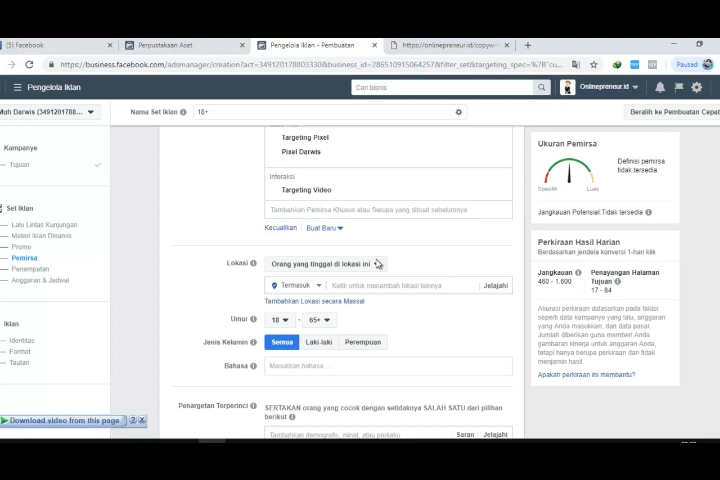 (5) Facebook
Perpustakaan Aset
Pengelola Iklan - Pembuatan
https://onlinepreneur.id/copywr
https://business.facebook.com/adsmanager/creation?act=349120178803330&business_id=286510915064257&filter_set&targeting_spec=%7B"cu...
Paused
Pengelola Iklan
Cari bisnis
Onlinepreneur.id
Muh Darwis (3491201788...
Nama Set Iklan
18+
Beralih ke Pembuatan Cepat
Kampanye
Tujuan
Set Iklan
Lalu Lintas Kunjungan
Materi Iklan Dinamis
Promo
Pemirsa
Penempatan
Anggaran & Jadwal
Iklan
Identitas
Format
Tautan
Targeting Pixel
Pixel Darwis
Interaksi
Targeting Video
Tambahkan Pemirsa Khusus atau Serupa yang dibuat sebelumnya
Kecualikan
Buat Baru
Lokasi
Orang yang tinggal di lokasi ini
Termasuk
Ketik untuk menambah lokasi lainnya
Jelajahi
Tambahkan Lokasi secara Massal
Umur
18 - 65+
Jenis Kelamin
Semua
Laki-laki
Perempuan
Bahasa
Masukkan bahasa...
Penargetan Terperinci
SERTAKAN orang yang cocok dengan setidaknya SALAH SATU dari pilihan
berikut
Tambahkan demografis, minat, atau perilaku
Saran
Jelajahi
Ukuran Pemirsa
Spesifik
Luas
Definisi pemirsa
tidak tersedia
Jangkauan Potensial:Tidak tersedia
Perkiraan Hasil Harian
Berdasarkan jendela konversi 1-hari klik
Jangkauan
460 - 1.600
Penayangan Halaman
Tujuan
17 - 84
Akurasi perkiraan didasarkan pada faktor
seperti data kampanye yang lalu, anggaran
yang Anda masukkan, dan data pasar.
Jumlah diberikan guna memberi Anda
gambaran kinerja untuk anggaran Anda,
tetapi hanya berupa perkiraan dan tidak
menjamin hasil.
Apakah perkiraan ini membantu?
Download video from this page